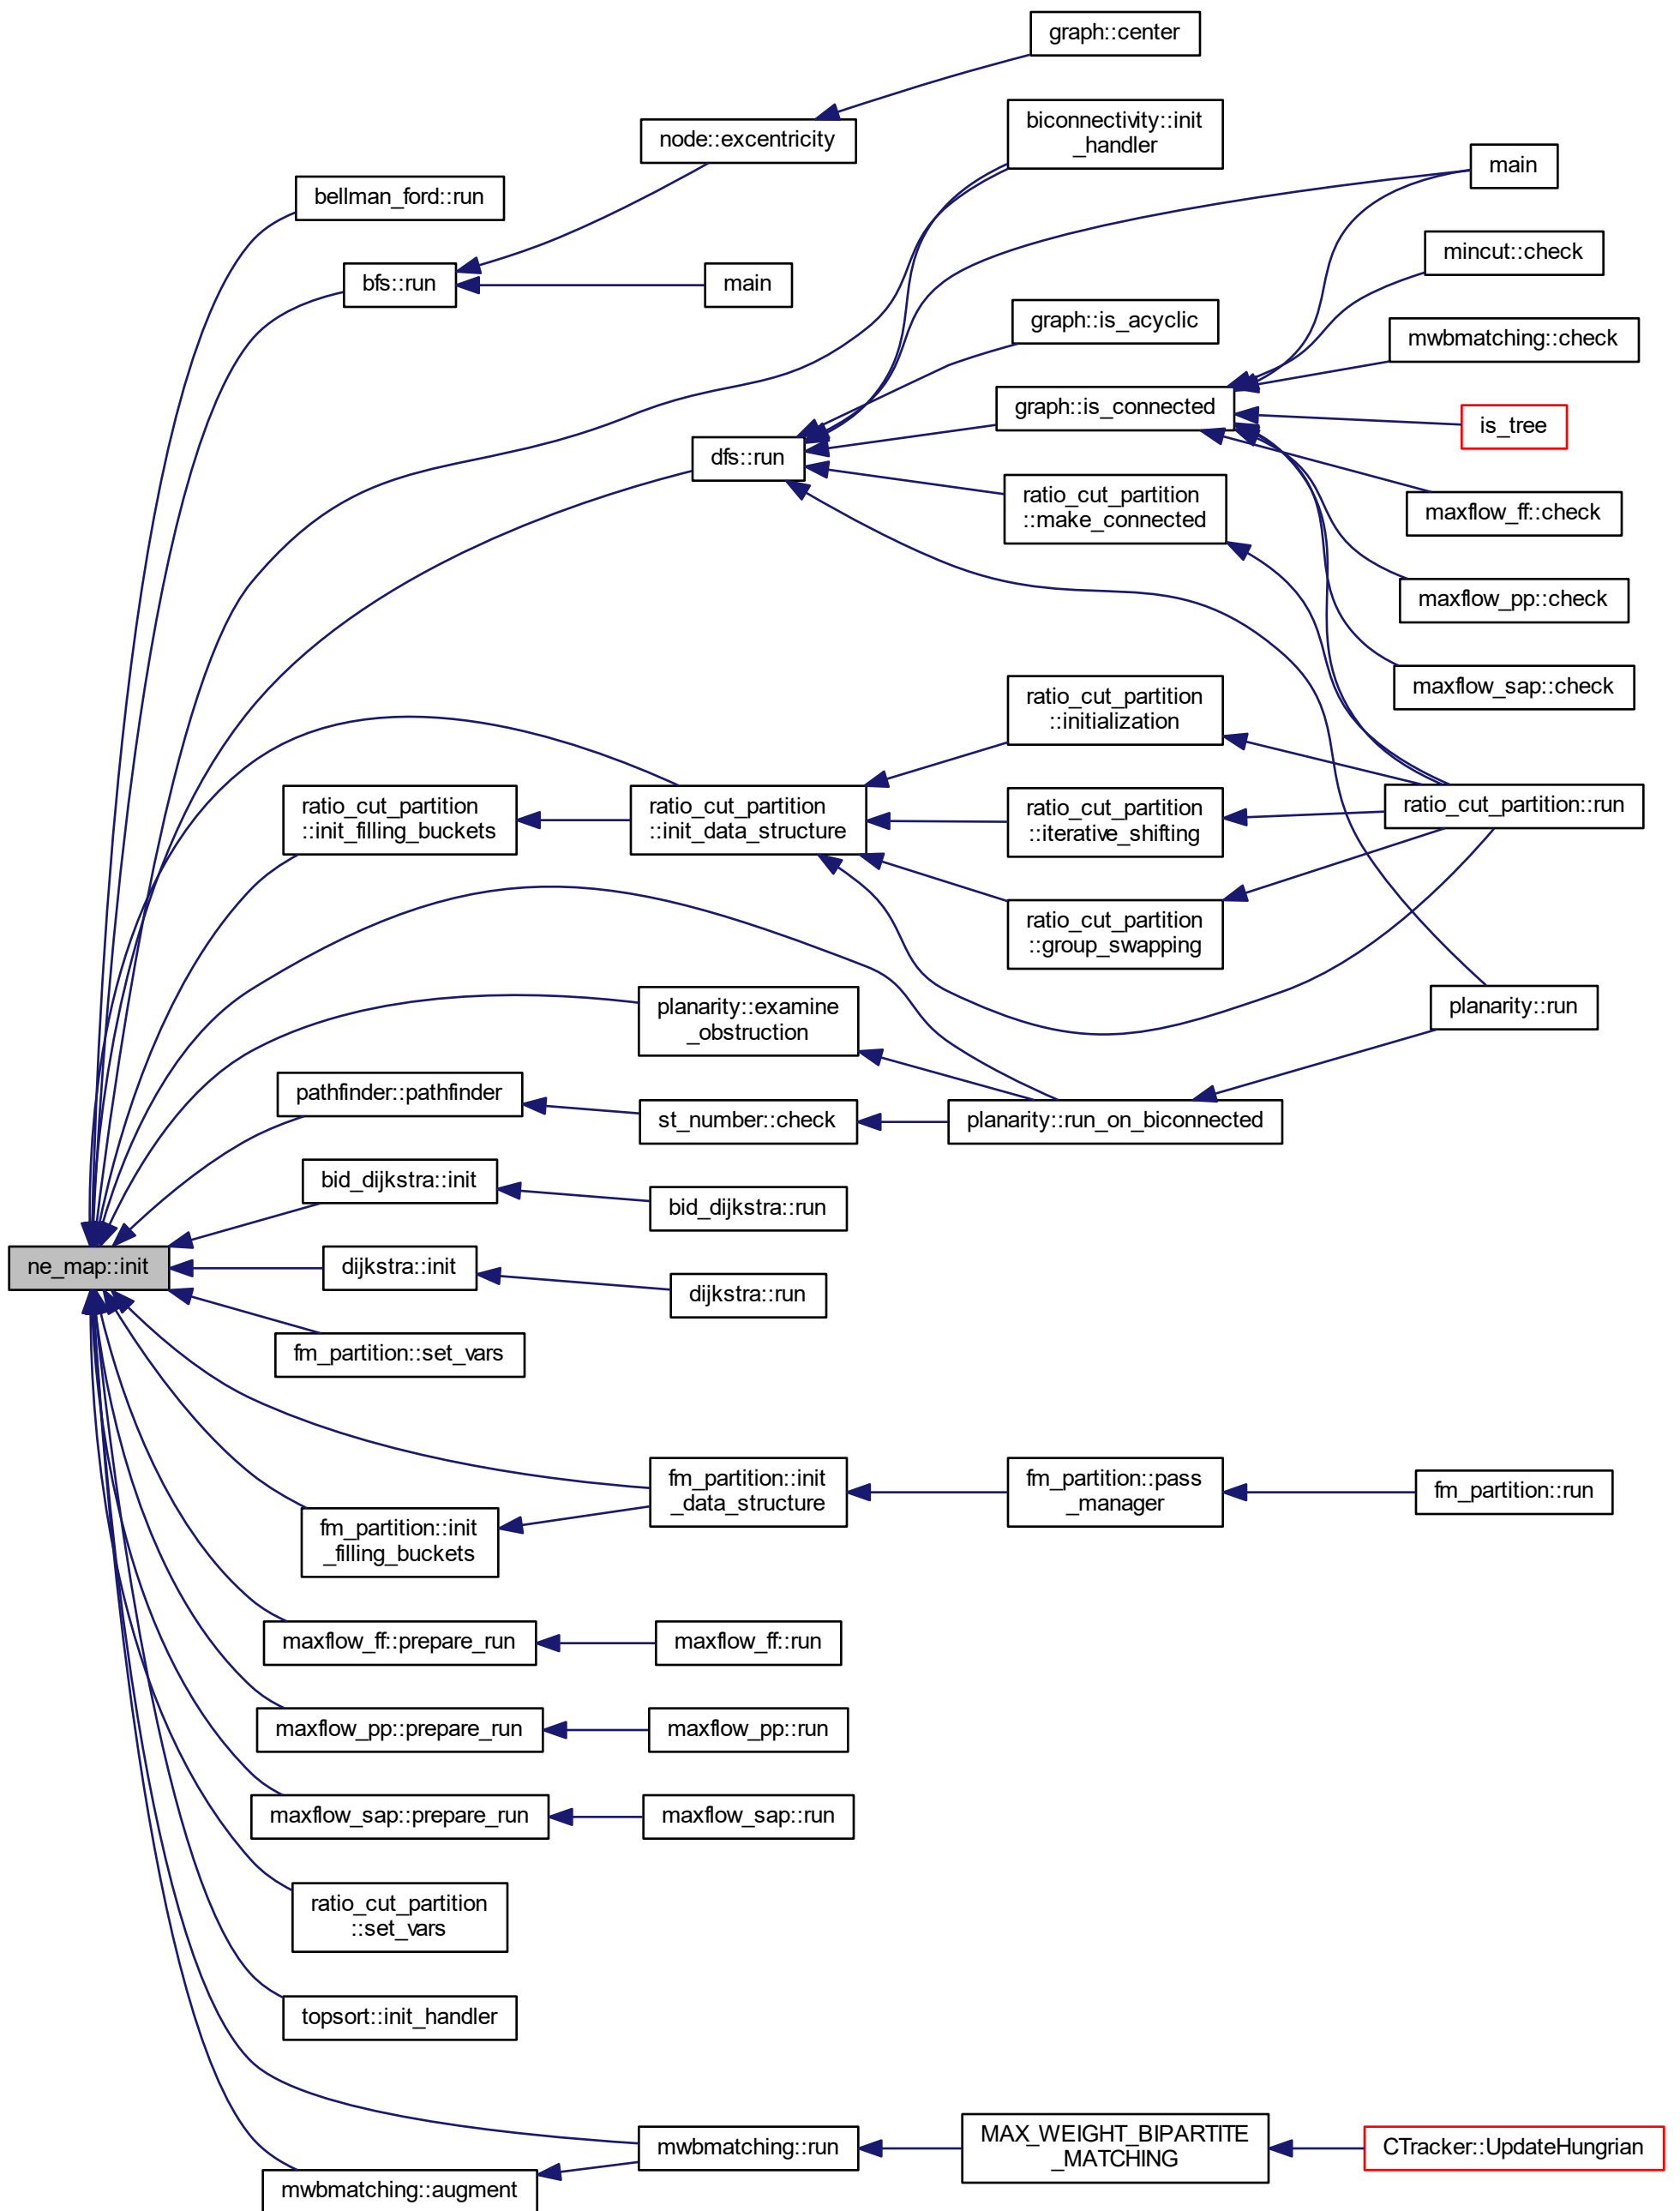 graph::center
node::excentricity
biconnectivity::init
_handler
main
bellman_ford::run
mincut::check
bfs::run
main
graph::is_acyclic
mwbmatching::check
graph::is_connected
is_tree
dfs::run
ratio_cut_partition
::make_connected
maxflow_ff::check
maxflow_pp::check
maxflow_sap::check
ratio_cut_partition
::initialization
ratio_cut_partition
::init_filling_buckets
ratio_cut_partition
::init_data_structure
ratio_cut_partition
::iterative_shifting
ratio_cut_partition::run
ratio_cut_partition
::group_swapping
planarity::examine
_obstruction
planarity::run
pathfinder::pathfinder
st_number::check
planarity::run_on_biconnected
bid_dijkstra::init
bid_dijkstra::run
ne_map::init
dijkstra::init
dijkstra::run
fm_partition::set_vars
fm_partition::init
_data_structure
fm_partition::pass
_manager
fm_partition::run
fm_partition::init
_filling_buckets
maxflow_ff::prepare_run
maxflow_ff::run
maxflow_pp::prepare_run
maxflow_pp::run
maxflow_sap::prepare_run
maxflow_sap::run
ratio_cut_partition
::set_vars
topsort::init_handler
mwbmatching::run
MAX_WEIGHT_BIPARTITE
_MATCHING
CTracker::UpdateHungrian
mwbmatching::augment